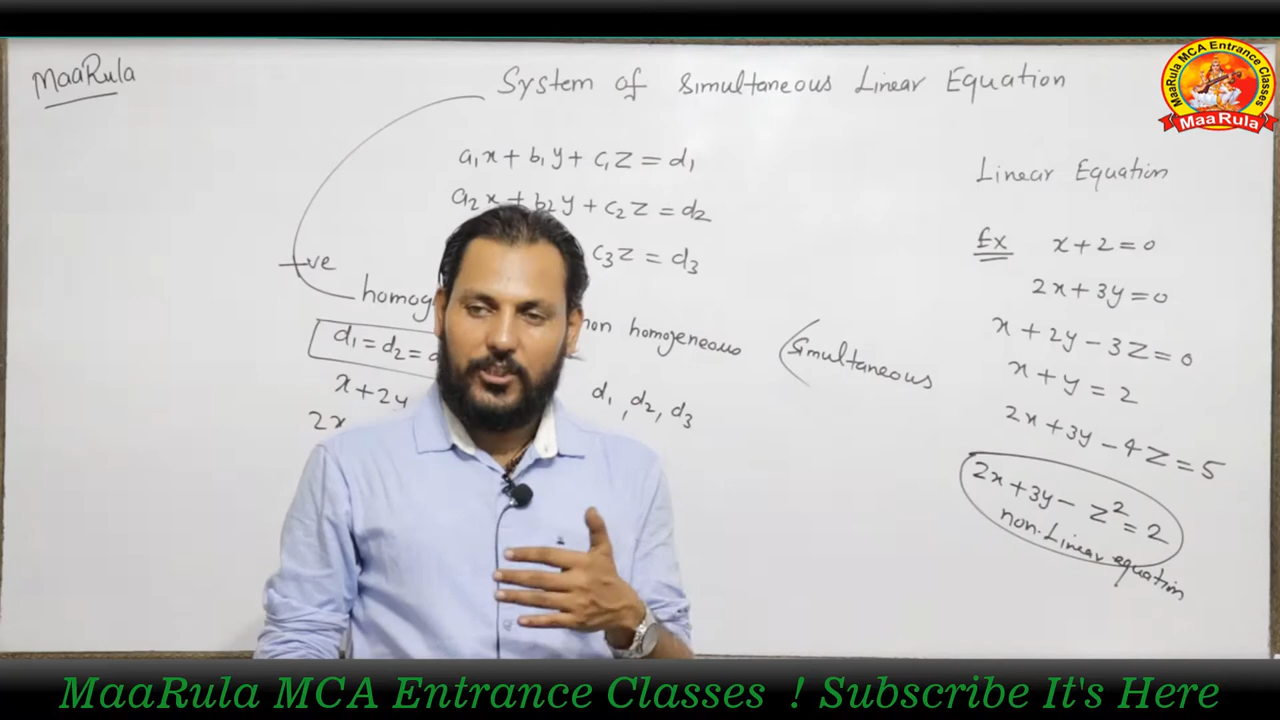 MaaRula
System of Simultaneous Linear Equation
MaaRula MCA Entrance Classes
MaaRula
a₁x + b₁y + c₁z = d₁
a₂x + b₂y + c₂z = d₂
c₃z = d₃
+ve
homog
non homogeneous
d₁ = d₂ = d
x + 2y
2x
d₁, d₂, d₃
(Simultaneous
Linear Equation
Ex x + 2 = 0
2x + 3y = 0
x + 2y - 3z = 0
x + y = 2
2x + 3y - 4z = 5
2x + 3y - z² = 2
non-Linear equation
MaaRula MCA Entrance Classes ! Subscribe It's Here